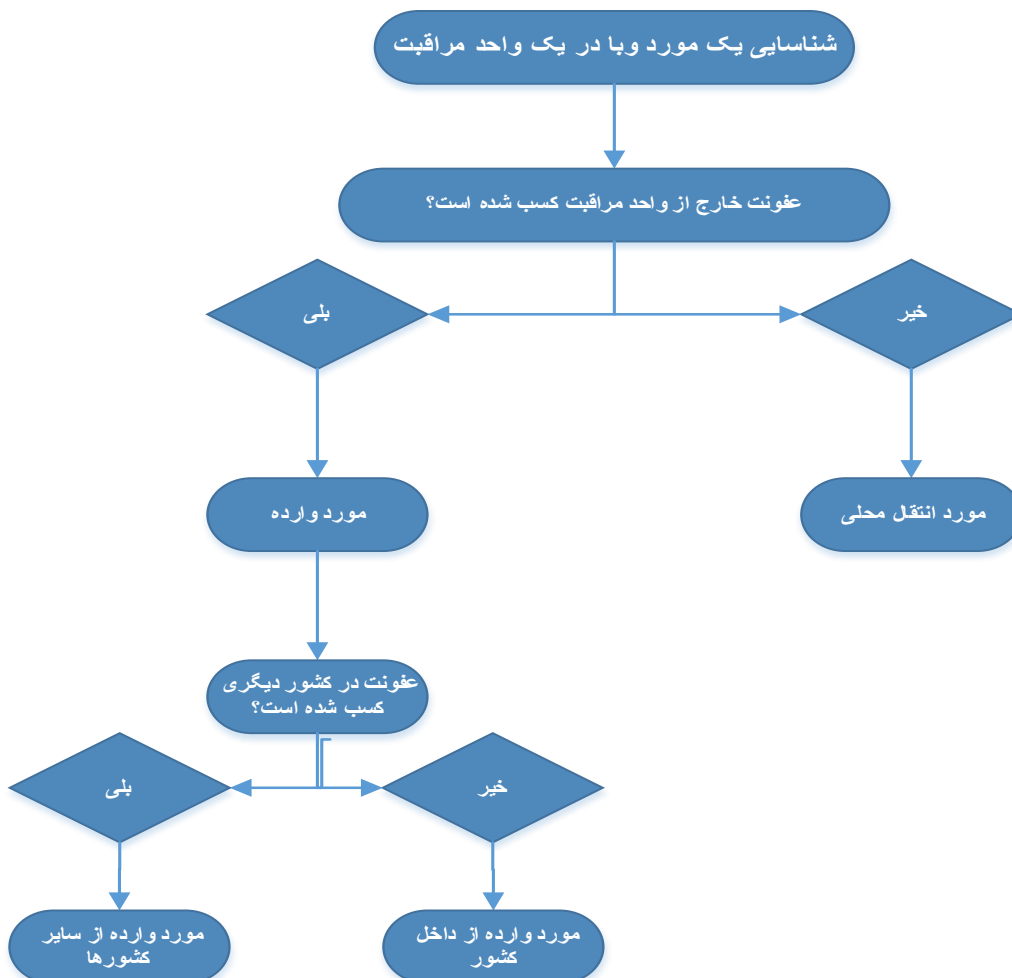 شناسایی یک مورد وبا در یک واحد مراقبت
عفونت خارج از واحد مراقبت کسب شده است؟
خیر
بلی
مورد انتقال محلی
مورد وارده
عفونت در کشور دیگری
کسب شده است؟
خیر
بلی
مورد وارده از داخل
کشور
مورد وارده از سایر
کشورها